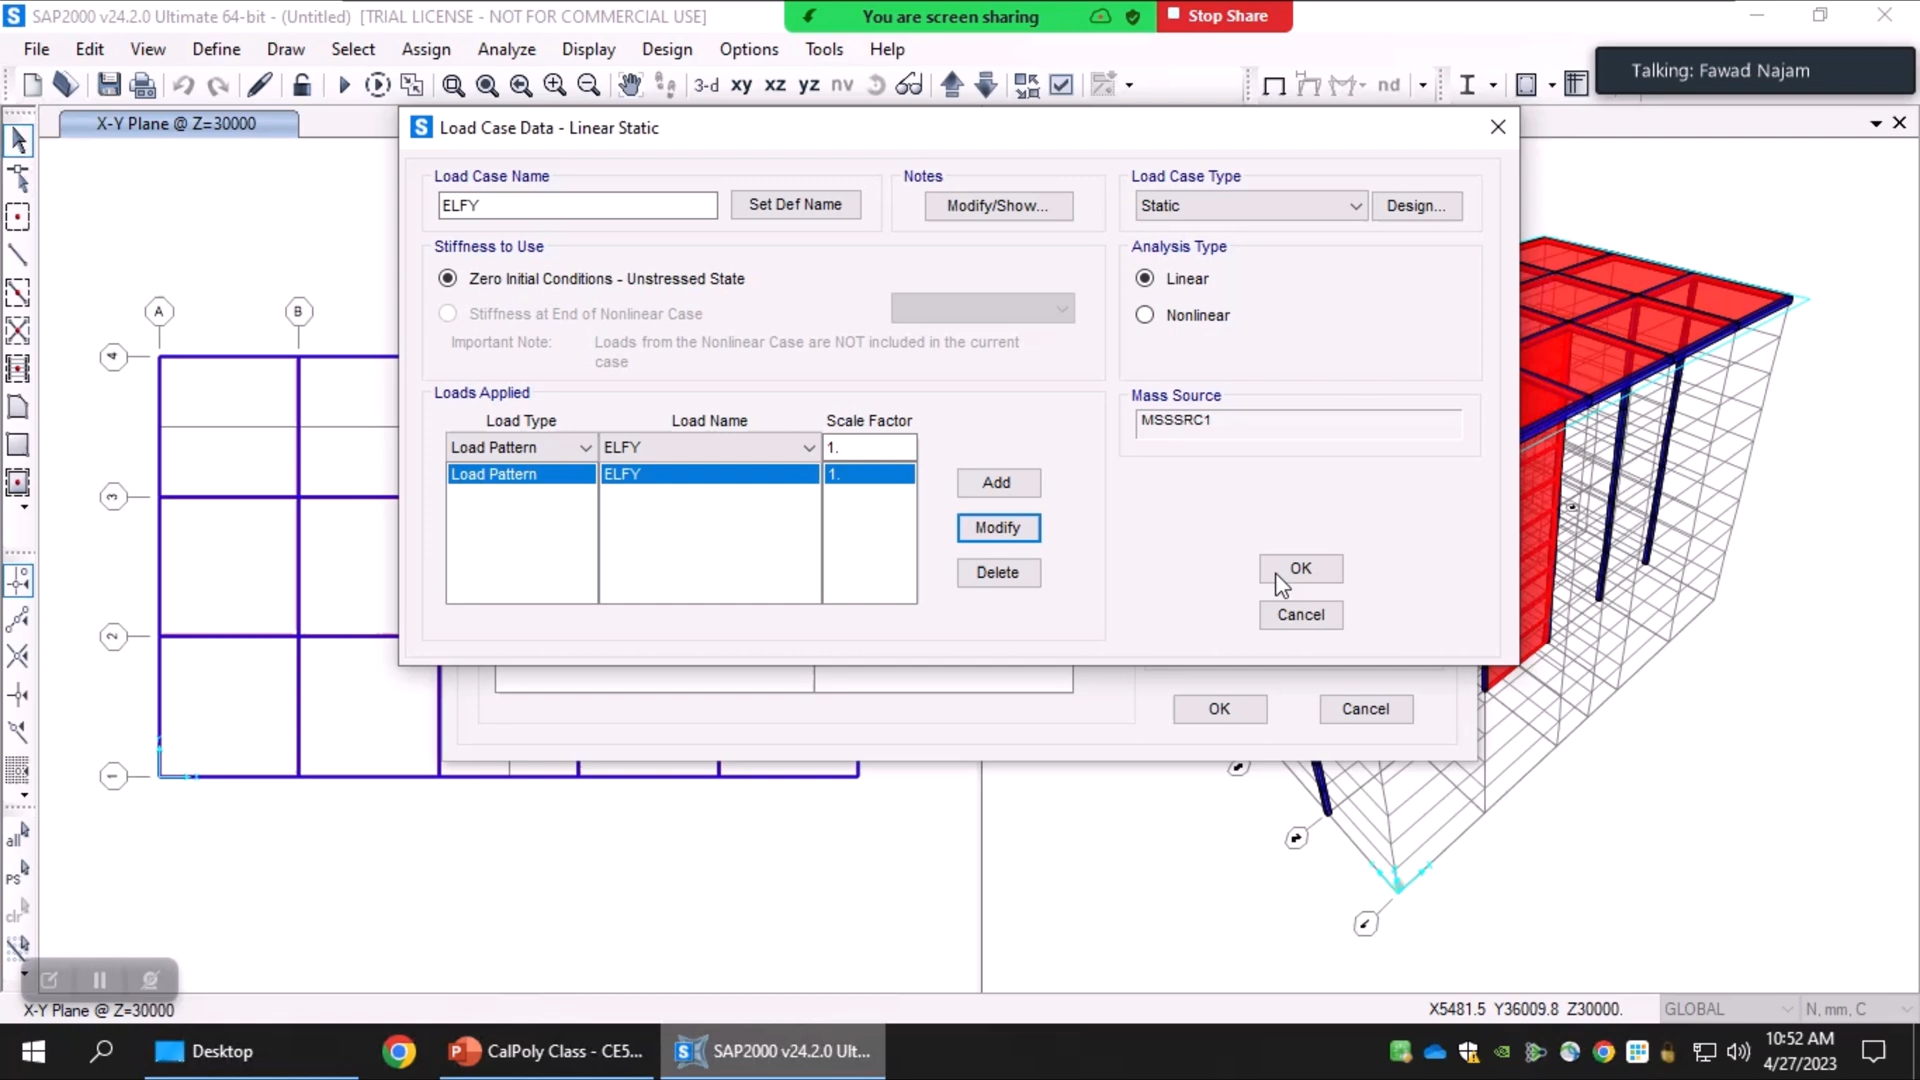 SAP2000 v24.2.0 Ultimate 64-bit - (Untitled) [TRIAL LICENSE - NOT FOR COMMERCIAL USE]
You are screen sharing
Stop Share
File Edit View Define Draw Select Assign Analyze Display Design Options Tools Help
3-d xy xz yz nv nd
Talking: Fawad Najam
X-Y Plane @ Z=30000
Load Case Data - Linear Static
Load Case Name
ELFY
Set Def Name
Notes
Modify/Show...
Load Case Type
Static
Design...
Stiffness to Use
Zero Initial Conditions - Unstressed State
Stiffness at End of Nonlinear Case
Important Note: Loads from the Nonlinear Case are NOT included in the current case
Analysis Type
Linear
Nonlinear
Loads Applied
Load Type Load Name Scale Factor
Load Pattern ELFY 1.
Load Pattern ELFY 1.
Add
Modify
Delete
Mass Source
MSSSRC1
OK
Cancel
OK Cancel
A B
4
3
2
1
all
PS
clr
X-Y Plane @ Z=30000
X5481.5 Y36009.8 Z30000.
GLOBAL
N, mm, C
Desktop
CalPoly Class - CE5...
SAP2000 v24.2.0 Ult...
10:52 AM
4/27/2023